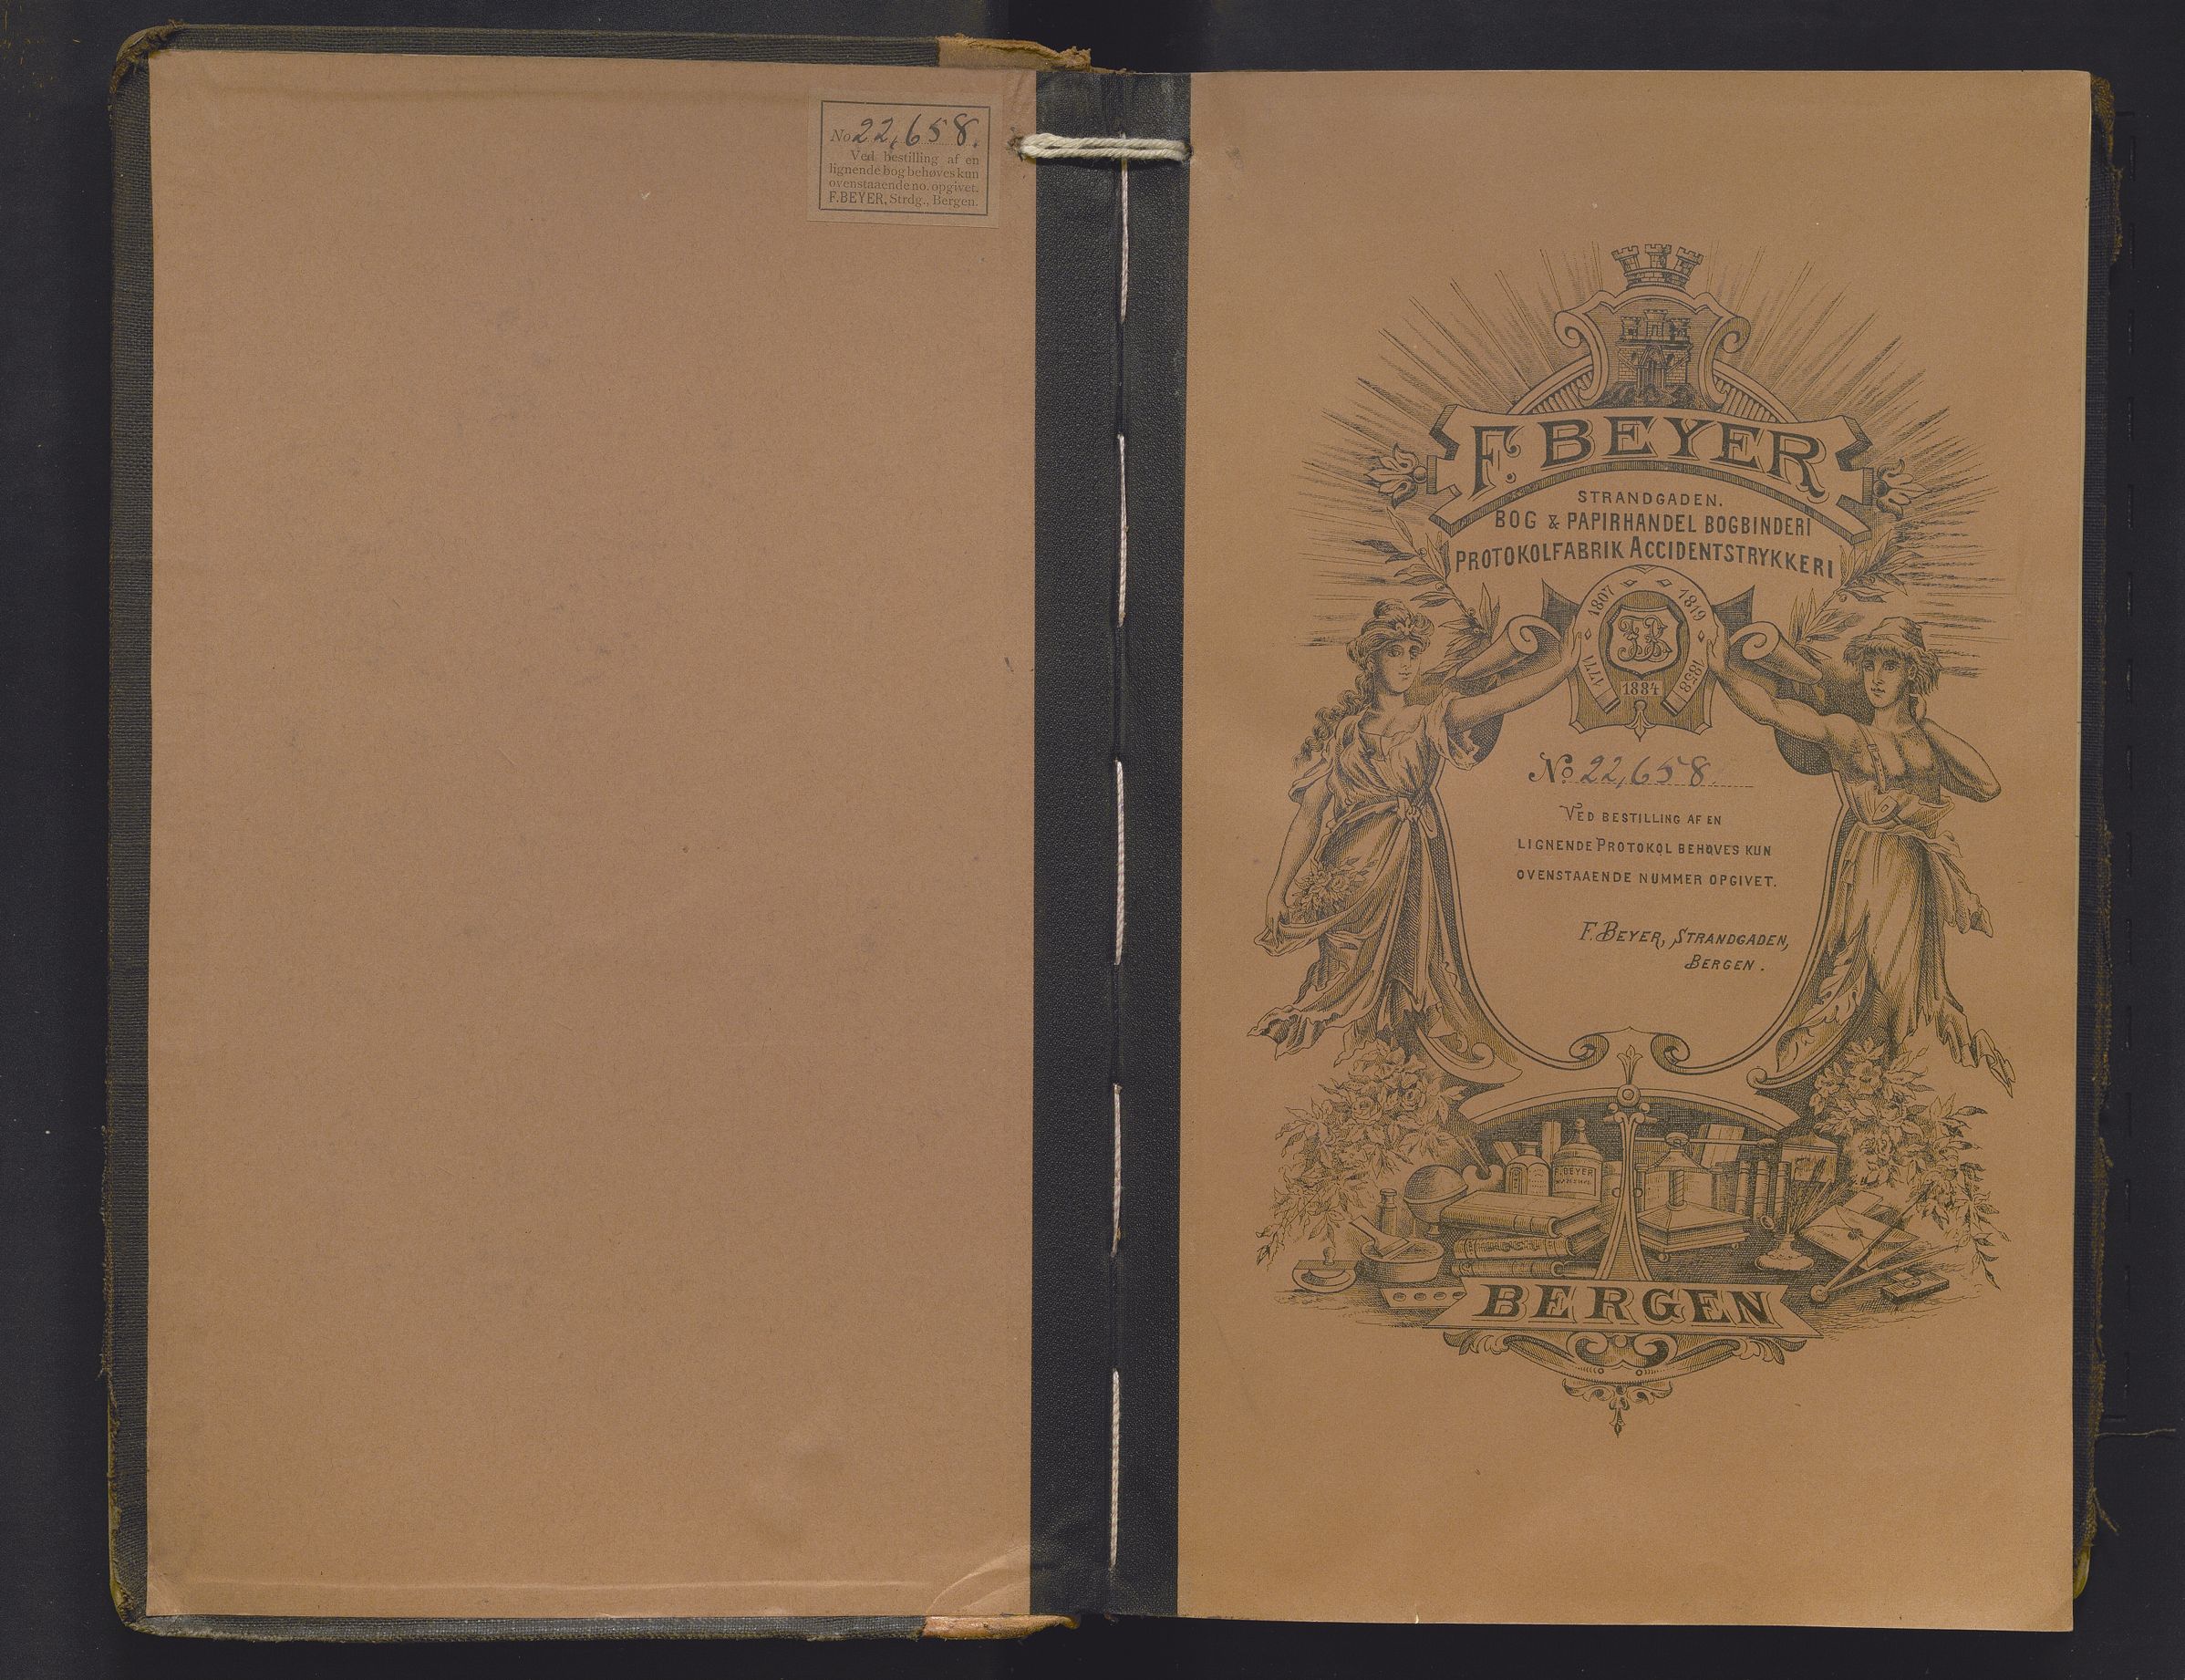 No 22,658.
Ved bestilling af en
lignende bog behøves kun
ovenstaaende no. opgivet.
F. BEYER, Strdg., Bergen.
F. BEYER
STRANDGADEN.
BOG & PAPIRHANDEL BOGBINDERI
PROTOKOLFABRIK ACCIDENTSTRYKKERI
1771 1807 1819 1858
FB
1884
No 22,658.
VED BESTILLING AF EN
LIGNENDE PROTOKOL BEHØVES KUN
OVENSTAAENDE NUMMER OPGIVET.
F. BEYER, STRANDGADEN,
BERGEN.
F. BEYER
BERGEN